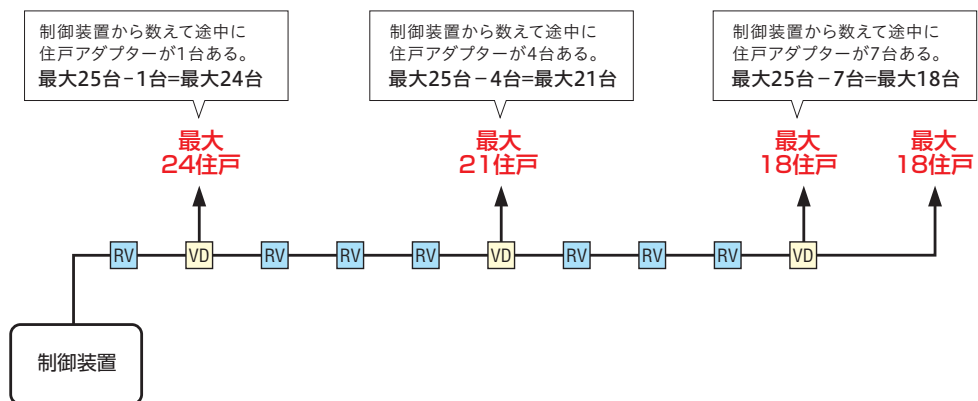 制御装置から数えて途中に
住戸アダプターが1台ある。
最大25台−1台=最大24台
制御装置から数えて途中に
住戸アダプターが4台ある。
最大25台−4台=最大21台
制御装置から数えて途中に
住戸アダプターが7台ある。
最大25台−7台=最大18台
最大
24住戸
最大
21住戸
最大
18住戸
最大
18住戸
RV VD RV RV RV VD RV RV RV VD
制御装置